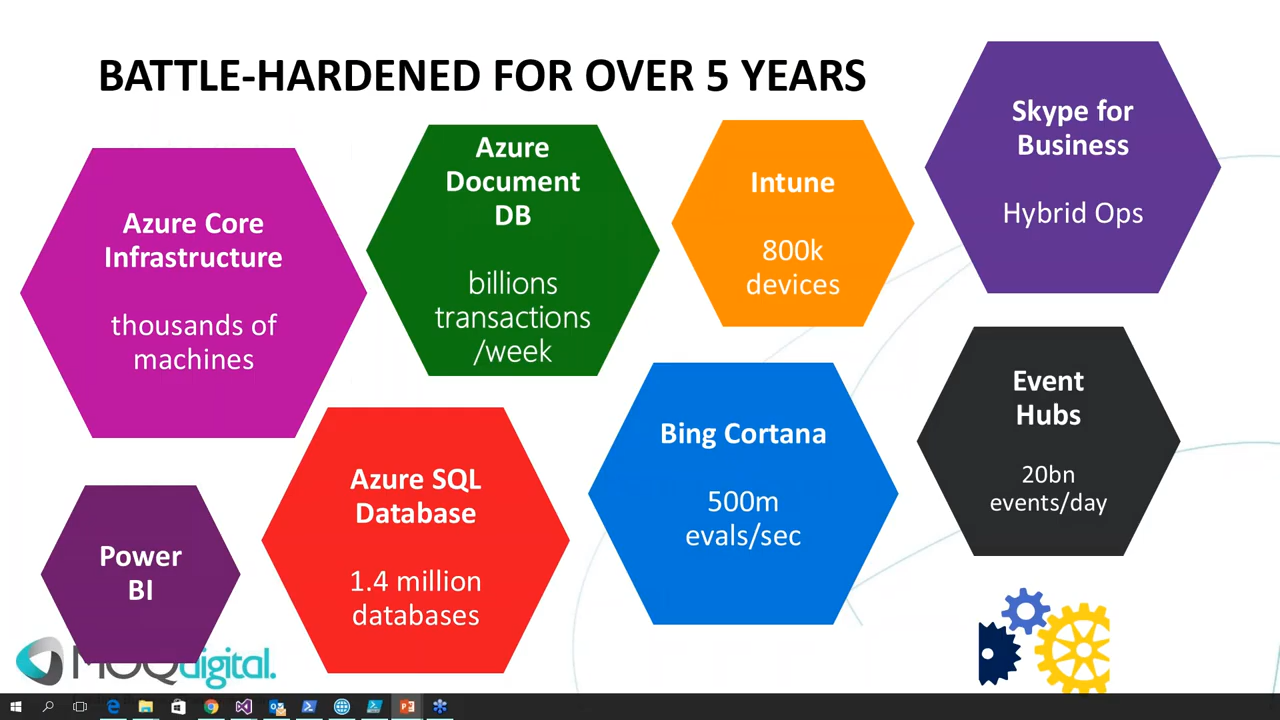 BATTLE-HARDENED FOR OVER 5 YEARS
Azure Core
Infrastructure
thousands of
machines
Azure
Document
DB
billions
transactions
/week
Intune
800k
devices
Skype for
Business
Hybrid Ops
Power
BI
Azure SQL
Database
1.4 million
databases
Bing Cortana
500m
evals/sec
Event
Hubs
20bn
events/day
MOQdigital.